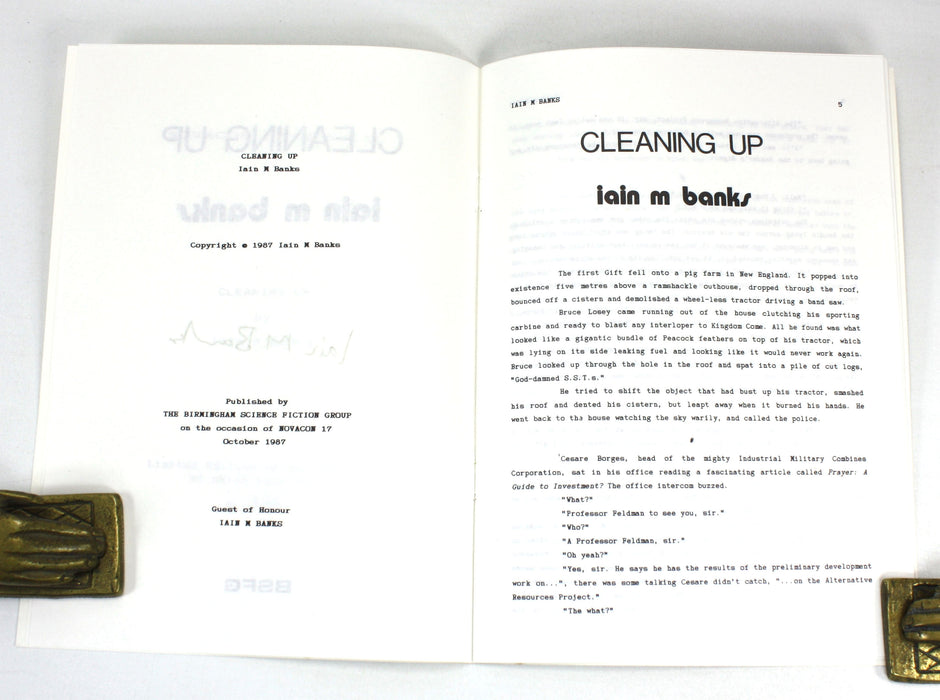 CLEANING UP
Iain M Banks
Copyright © 1987 Iain M Banks
Published by
THE BIRMINGHAM SCIENCE FICTION GROUP
on the occasion of NOVACON 17
October 1987
Guest of Honour
IAIN M BANKS
IAIN M BANKS
5
CLEANING UP
iain m banks
The first Gift fell onto a pig farm in New England. It popped into
existence five metres above a ramshackle outhouse, dropped through the roof,
bounced off a cistern and demolished a wheel-less tractor driving a band saw.
Bruce Losey came running out of the house clutching his sporting
carbine and ready to blast any interloper to Kingdom Come. All he found was what
looked like a gigantic bundle of Peacock feathers on top of his tractor, which
was lying on its side leaking fuel and looking like it would never work again.
Bruce looked up through the hole in the roof and spat into a pile of cut logs,
"God-damned S.S.T.s."
He tried to shift the object that had bust up his tractor, smashed
his roof and dented his cistern, but leapt away when it burned his hands. He
went back to the house watching the sky warily, and called the police.
#
Cesare Borges, head of the mighty Industrial Military Combines
Corporation, sat in his office reading a fascinating article called Prayer: A
Guide to Investment? The office intercom buzzed.
"What?"
"Professor Feldman to see you, sir."
"Who?"
"A Professor Feldman, sir."
"Oh yeah?"
"Yes, sir. He says he has the results of the preliminary development
work on...", there was some talking Cesare didn't catch, "...on the Alternative
Resources Project."
"The what?"
CLEANING UP
iain m banks
BSFG